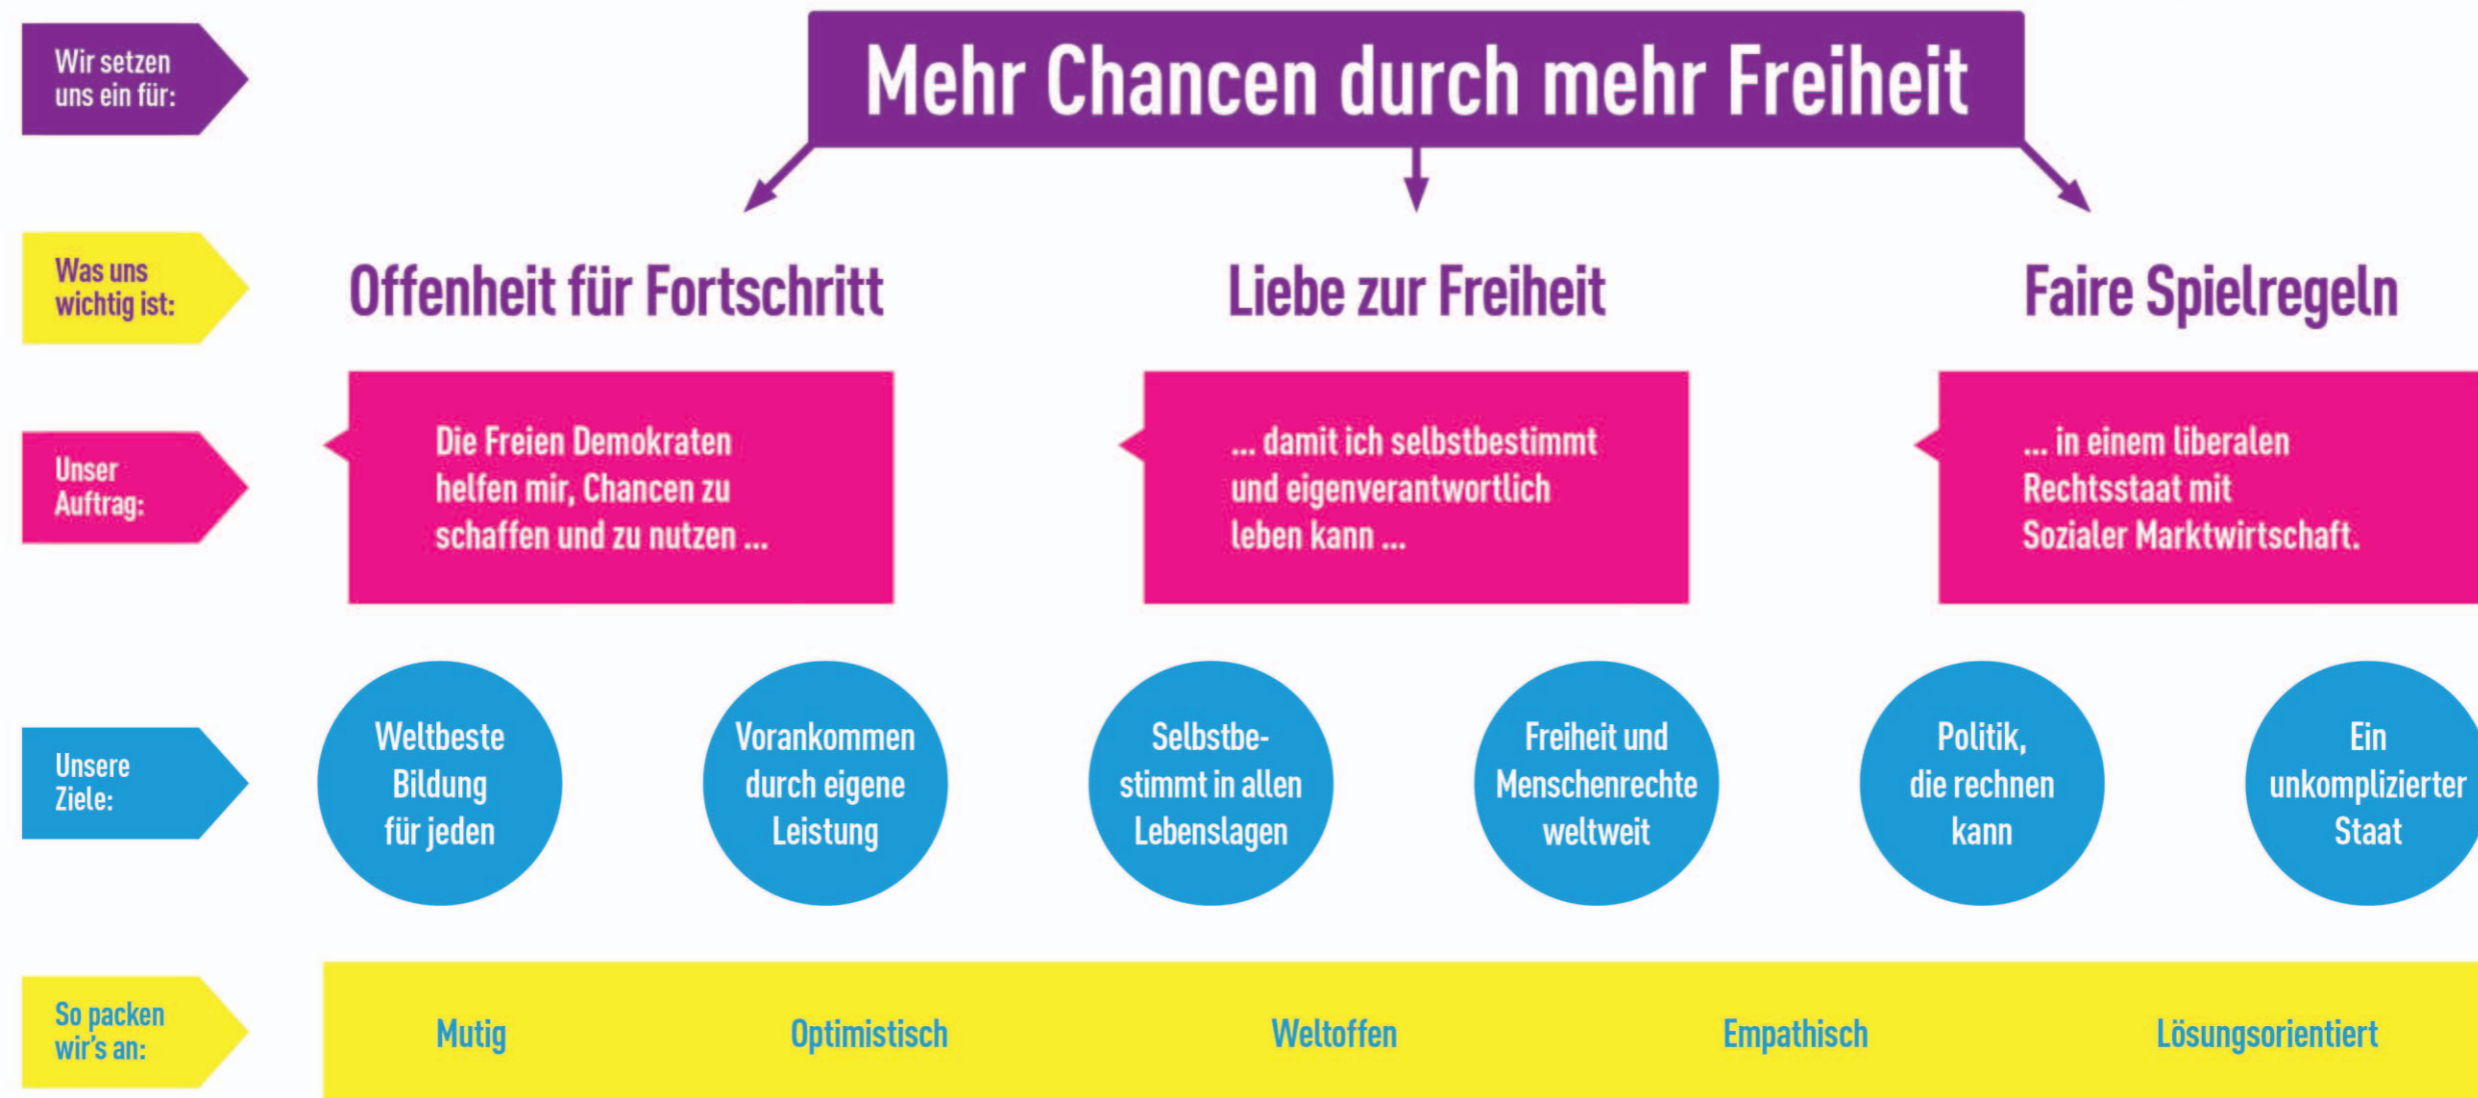 Wir setzen
uns ein für:
Mehr Chancen durch mehr Freiheit
Was uns
wichtig ist:
Offenheit für Fortschritt
Liebe zur Freiheit
Faire Spielregeln
Unser
Auftrag:
Die Freien Demokraten
helfen mir, Chancen zu
schaffen und zu nutzen ...
... damit ich selbstbestimmt
und eigenverantwortlich
leben kann ...
... in einem liberalen
Rechtsstaat mit
Sozialer Marktwirtschaft.
Unsere
Ziele:
Weltbeste
Bildung
für jeden
Vorankommen
durch eigene
Leistung
Selbstbe-
stimmt in allen
Lebenslagen
Freiheit und
Menschenrechte
weltweit
Politik,
die rechnen
kann
Ein
unkomplizierter
Staat
So packen
wir’s an:
Mutig
Optimistisch
Weltoffen
Empathisch
Lösungsorientiert